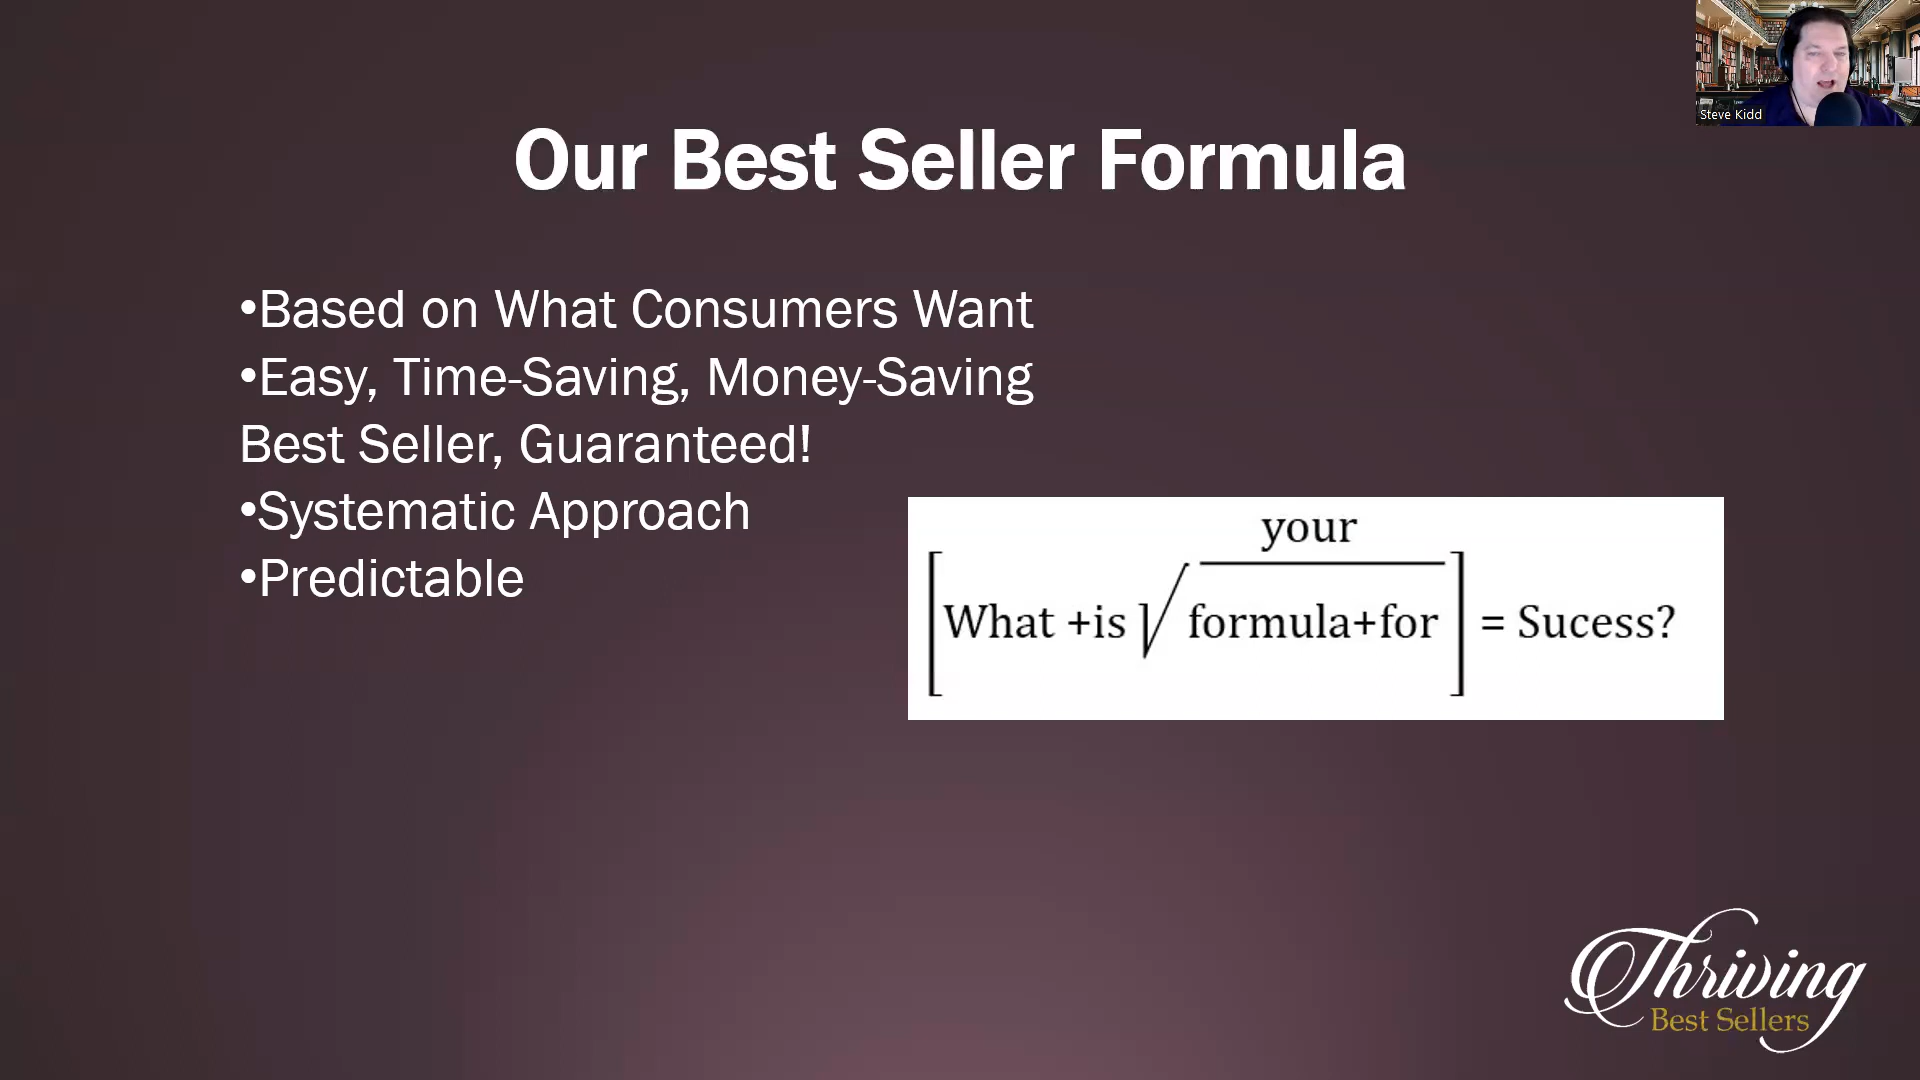 Steve Kidd
Our Best Seller Formula
•Based on What Consumers Want
•Easy, Time-Saving, Money-Saving
Best Seller, Guaranteed!
•Systematic Approach
•Predictable
your
[What +is √formula+for] = Sucess?
Thriving
Best Sellers